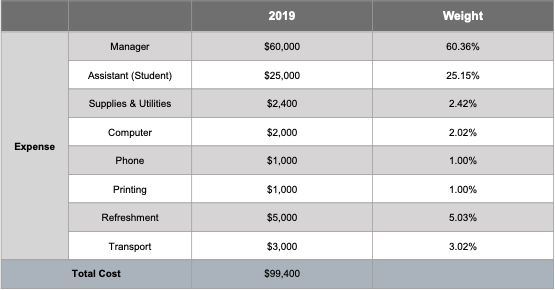 2019 Weight
Manager $60,000 60.36%
Assistant (Student) $25,000 25.15%
Supplies & Utilities $2,400 2.42%
Computer $2,000 2.02%
Expense
Phone $1,000 1.00%
Printing $1,000 1.00%
Refreshment $5,000 5.03%
Transport $3,000 3.02%
Total Cost $99,400